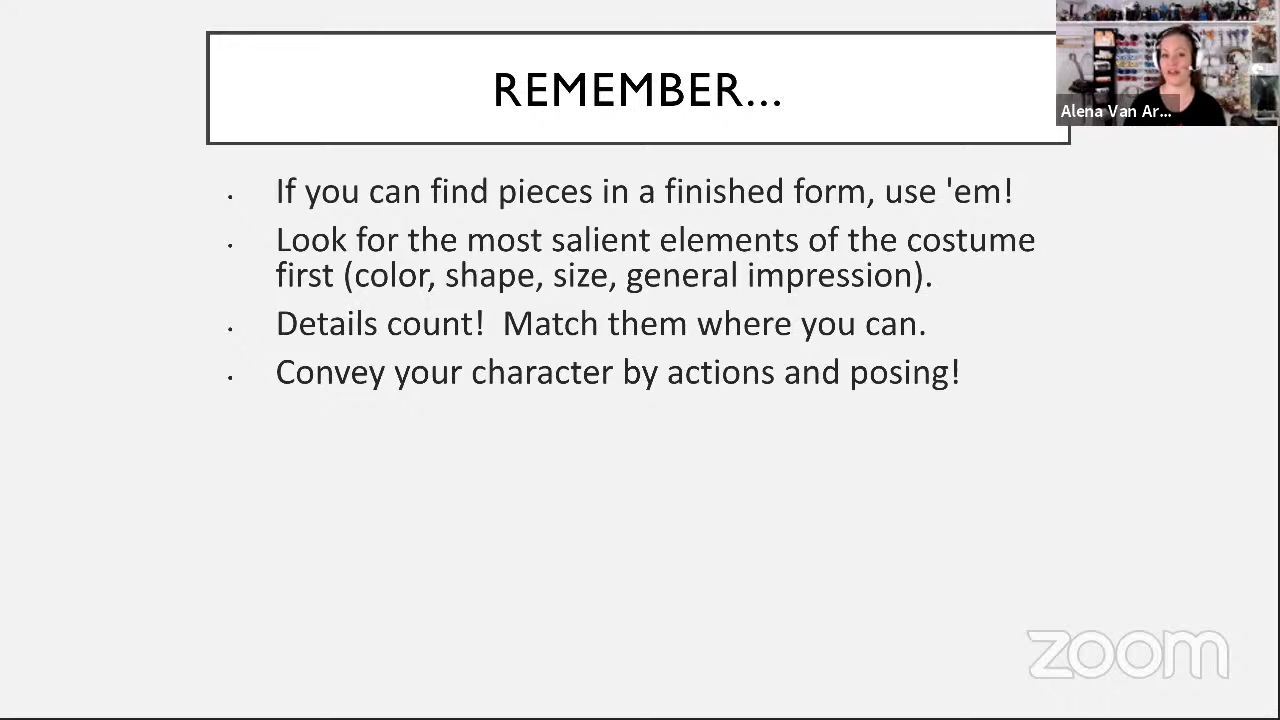 REMEMBER...
Alena Van Ar...
If you can find pieces in a finished form, use 'em!
Look for the most salient elements of the costume
first (color, shape, size, general impression).
Details count!  Match them where you can.
Convey your character by actions and posing!
zoom